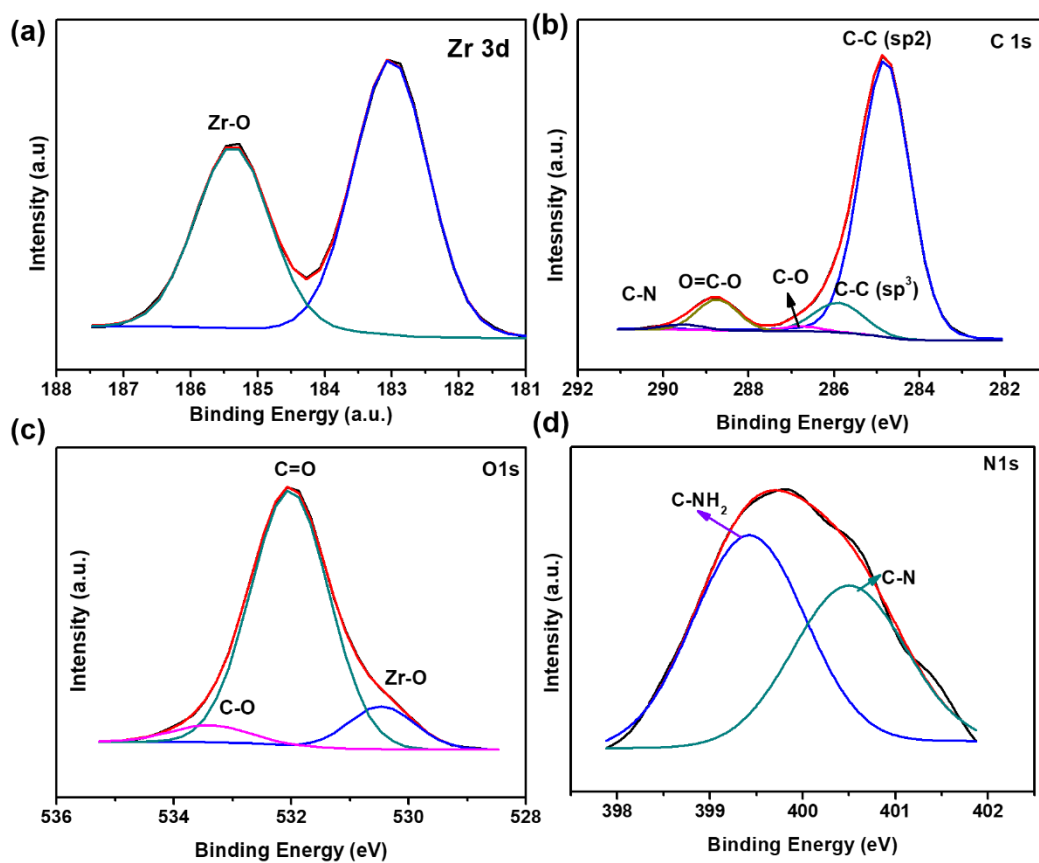 (a)
Zr 3d
Zr-O
Intensity (a.u)
188 187 186 185 184 183 182 181
Binding Energy (a.u.)
(b)
C 1s
C-C (sp2)
C-N
O=C-O
C-O
C-C (sp³)
Intesnsity (a.u.)
292 290 288 286 284 282
Binding Energy (eV)
(c)
O1s
C=O
C-O
Zr-O
Intensity (a.u.)
536 534 532 530 528
Binding Energy (eV)
(d)
N1s
C-NH₂
C-N
Intensity (a.u.)
398 399 400 401 402
Binding Energy (eV)